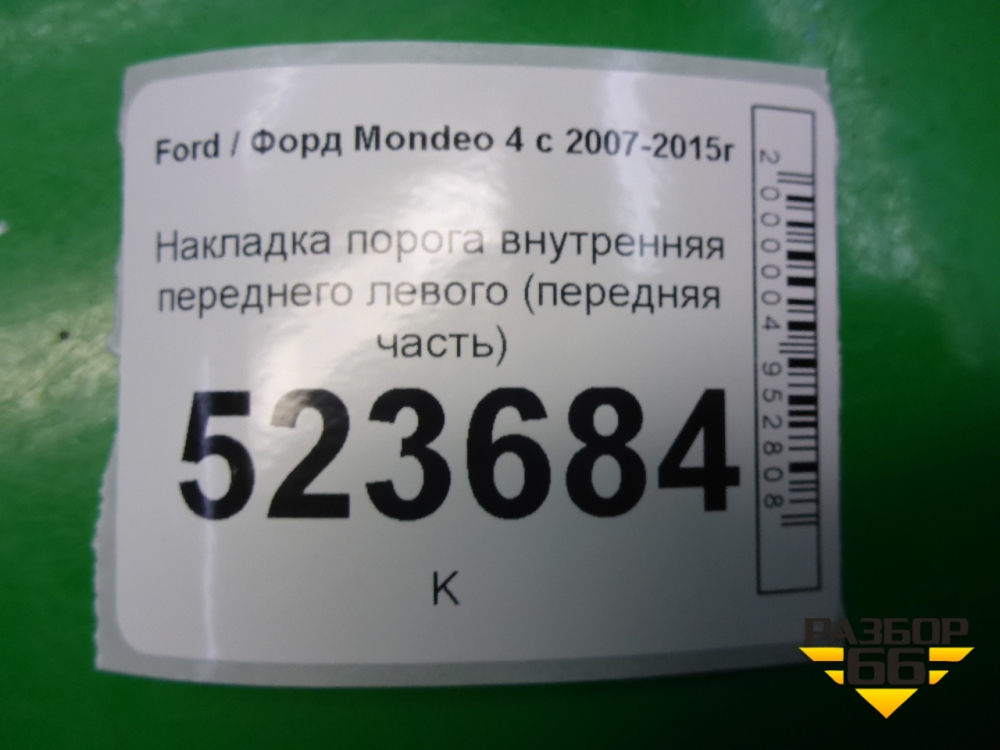 Ford / Форд Mondeo 4 с 2007-2015г
Накладка порога внутренняя
переднего левого (передняя
часть)
523684
К
2000004952808
РАЗБОР
66